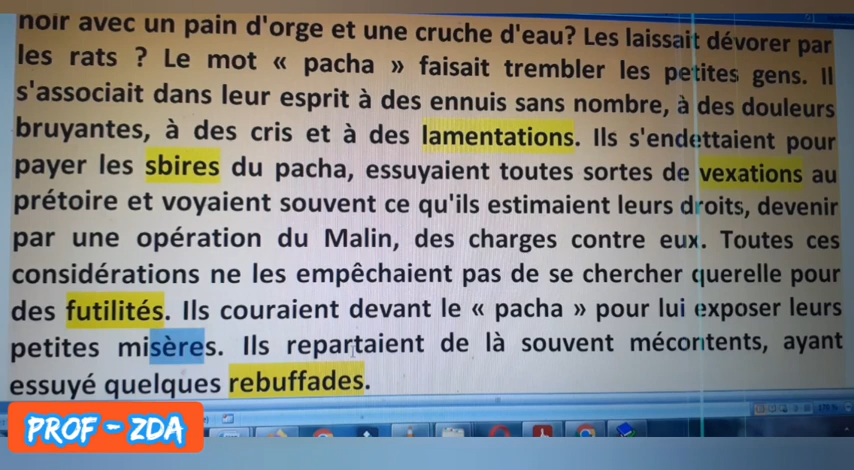 noir avec un pain d'orge et une cruche d'eau? Les laissait dévorer par
les rats ? Le mot « pacha » faisait trembler les petites gens. Il
s'associait dans leur esprit à des ennuis sans nombre, à des douleurs
bruyantes, à des cris et à des lamentations. Ils s'endettaient pour
payer les sbires du pacha, essuyaient toutes sortes de vexations au
prétoire et voyaient souvent ce qu'ils estimaient leurs droits, devenir
par une opération du Malin, des charges contre eux. Toutes ces
considérations ne les empêchaient pas de se chercher querelle pour
des futilités. Ils couraient devant le « pacha » pour lui exposer leurs
petites misères. Ils repartaient de là souvent mécontents, ayant
essuyé quelques rebuffades.
PROF - ZDA